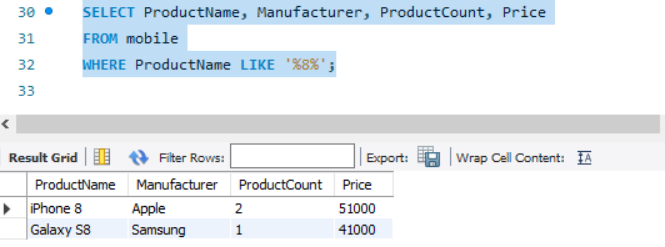 30 SELECT ProductName, Manufacturer, ProductCount, Price
31 FROM mobile
32 WHERE ProductName LIKE '%8%';
33
Result Grid Filter Rows: Export: Wrap Cell Content: IA
ProductName Manufacturer ProductCount Price
iPhone 8 Apple 2 51000
Galaxy S8 Samsung 1 41000